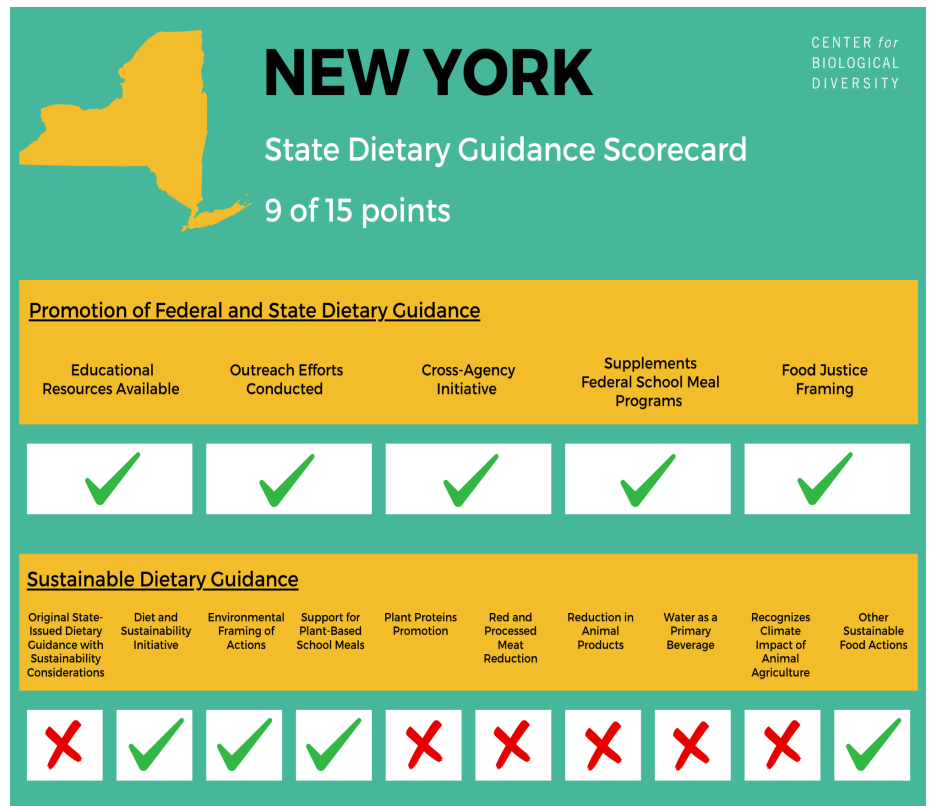 NEW YORK
CENTER for
BIOLOGICAL
DIVERSITY
State Dietary Guidance Scorecard
9 of 15 points
Promotion of Federal and State Dietary Guidance
Educational
Resources Available
Outreach Efforts
Conducted
Cross-Agency
Initiative
Supplements
Federal School Meal
Programs
Food Justice
Framing
Sustainable Dietary Guidance
Original State-
Issued Dietary
Guidance with
Sustainability
Considerations
Diet and
Sustainability
Initiative
Environmental
Framing of
Actions
Support for
Plant-Based
School Meals
Plant Proteins
Promotion
Red and
Processed
Meat
Reduction
Reduction in
Animal
Products
Water as a
Primary
Beverage
Recognizes
Climate
Impact of
Animal
Agriculture
Other
Sustainable
Food Actions